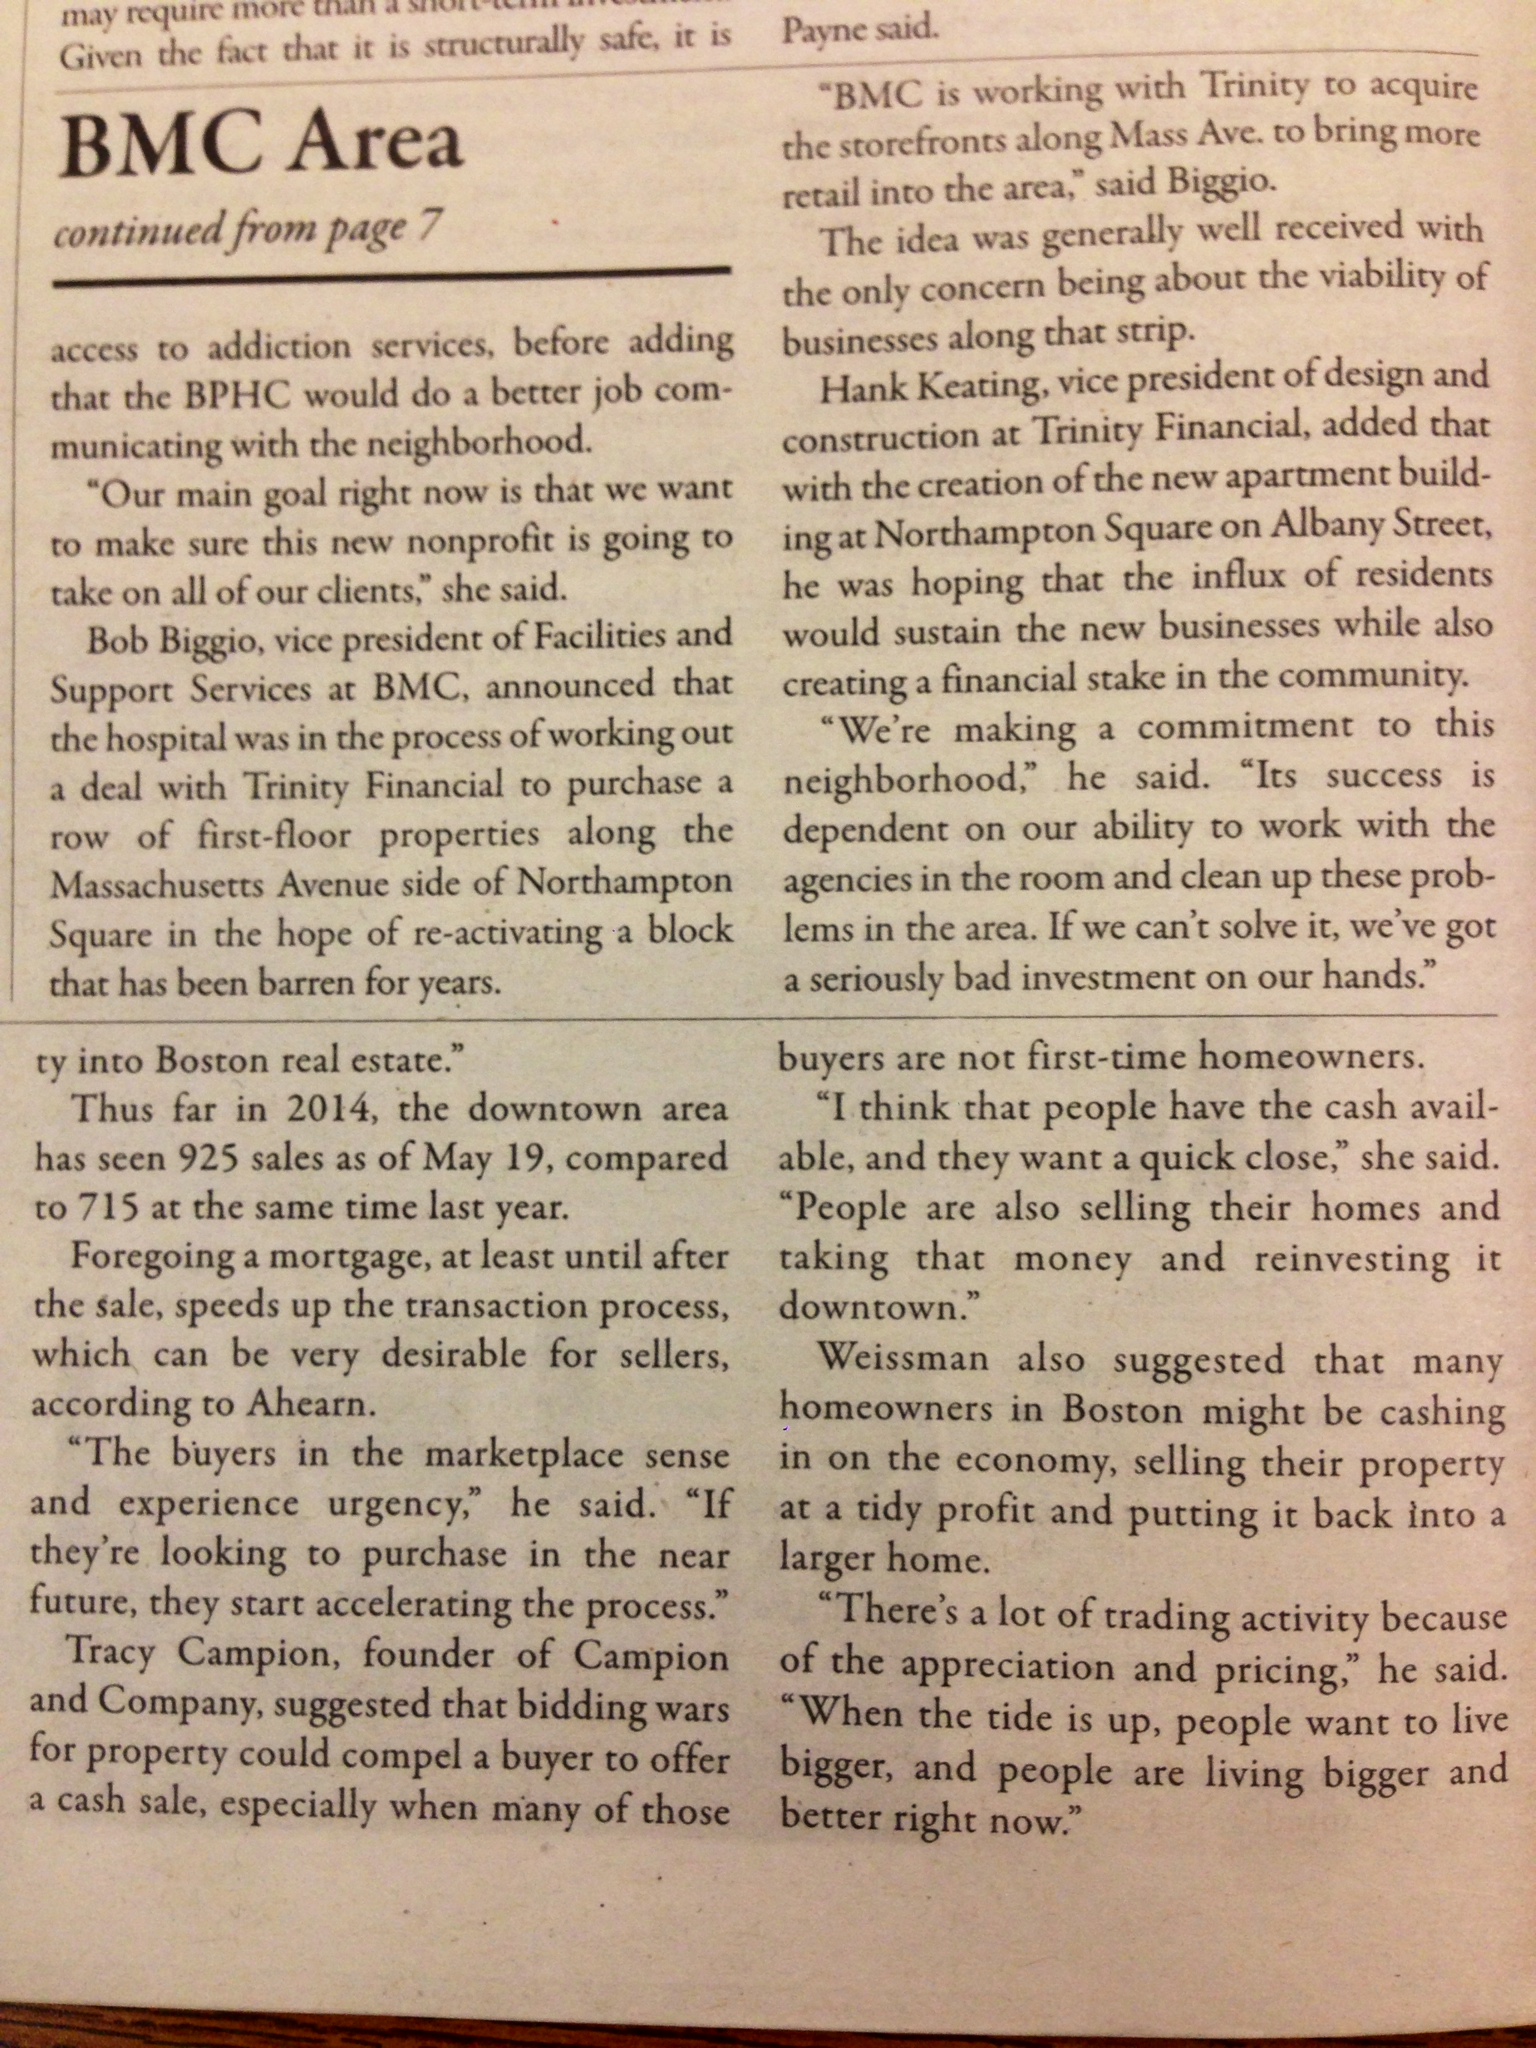 may require more than a short-term investment.
Given the fact that it is structurally safe, it is
Payne said.
BMC Area
continued from page 7
access to addiction services, before adding
that the BPHC would do a better job com-
municating with the neighborhood.
“Our main goal right now is that we want
to make sure this new nonprofit is going to
take on all of our clients,” she said.
Bob Biggio, vice president of Facilities and
Support Services at BMC, announced that
the hospital was in the process of working out
a deal with Trinity Financial to purchase a
row of first-floor properties along the
Massachusetts Avenue side of Northampton
Square in the hope of re-activating a block
that has been barren for years.
“BMC is working with Trinity to acquire
the storefronts along Mass Ave. to bring more
retail into the area,” said Biggio.
The idea was generally well received with
the only concern being about the viability of
businesses along that strip.
Hank Keating, vice president of design and
construction at Trinity Financial, added that
with the creation of the new apartment build-
ing at Northampton Square on Albany Street,
he was hoping that the influx of residents
would sustain the new businesses while also
creating a financial stake in the community.
“We’re making a commitment to this
neighborhood,” he said. “Its success is
dependent on our ability to work with the
agencies in the room and clean up these prob-
lems in the area. If we can’t solve it, we’ve got
a seriously bad investment on our hands.”
ty into Boston real estate.”
Thus far in 2014, the downtown area
has seen 925 sales as of May 19, compared
to 715 at the same time last year.
Foregoing a mortgage, at least until after
the sale, speeds up the transaction process,
which can be very desirable for sellers,
according to Ahearn.
“The buyers in the marketplace sense
and experience urgency,” he said. “If
they’re looking to purchase in the near
future, they start accelerating the process.”
Tracy Campion, founder of Campion
and Company, suggested that bidding wars
for property could compel a buyer to offer
a cash sale, especially when many of those
buyers are not first-time homeowners.
“I think that people have the cash avail-
able, and they want a quick close,” she said.
“People are also selling their homes and
taking that money and reinvesting it
downtown.”
Weissman also suggested that many
homeowners in Boston might be cashing
in on the economy, selling their property
at a tidy profit and putting it back into a
larger home.
“There’s a lot of trading activity because
of the appreciation and pricing,” he said.
“When the tide is up, people want to live
bigger, and people are living bigger and
better right now.”